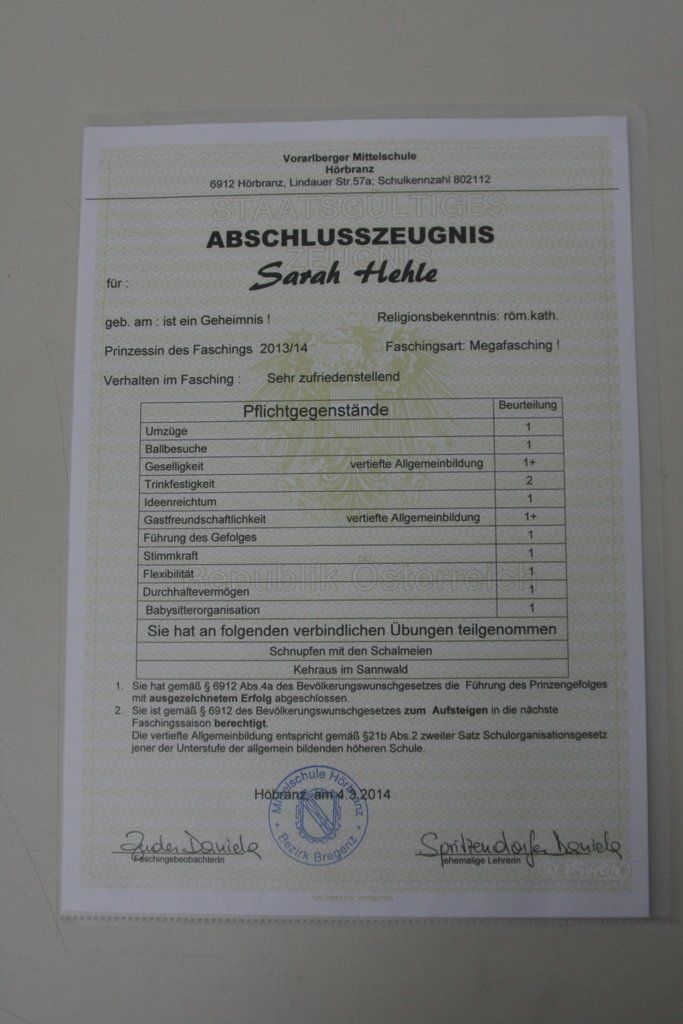 Vorarlberger Mittelschule
Hörbranz
6912 Hörbranz, Lindauer Str.57a; Schulkennzahl 802112
STAATSGÜLTIGES
ZEUGNIS
ABSCHLUSSZEUGNIS
für : Sarah Hehle
geb. am : ist ein Geheimnis ! Religionsbekenntnis: röm.kath.
Prinzessin des Faschings 2013/14 Faschingsart: Megafasching !
Verhalten im Fasching : Sehr zufriedenstellend
Pflichtgegenstände Beurteilung
Umzüge 1
Ballbesuche 1
Geselligkeit vertiefte Allgemeinbildung 1+
Trinkfestigkeit 2
Ideenreichtum 1
Gastfreundschaftlichkeit vertiefte Allgemeinbildung 1+
Führung des Gefolges 1
Stimmkraft 1
Flexibilität 1
Republik Österreich
Durchhaltevermögen 1
Babysitterorganisation 1
Sie hat an folgenden verbindlichen Übungen teilgenommen
Schnupfen mit den Schalmeien
Kehraus im Sannwald
1. Sie hat gemäß § 6912 Abs.4a des Bevölkerungswunschgesetzes die Führung des Prinzengefolges
mit ausgezeichnetem Erfolg abgeschlossen.
2. Sie ist gemäß § 6912 des Bevölkerungswunschgesetzes zum Aufsteigen in die nächste
Faschingssaison berechtigt.
Die vertiefte Allgemeinbildung entspricht gemäß §21b Abs.2 zweiter Satz Schulorganisationsgesetz
jener der Unterstufe der allgemein bildenden höheren Schule.
Höbranz, am 4.3.2014
Mittelschule Hörbranz
Bezirk Bregenz
Daniela Daniela
Faschingsbeobachterin ehemalige Lehrerin
NACHDRUCK VERBOTEN